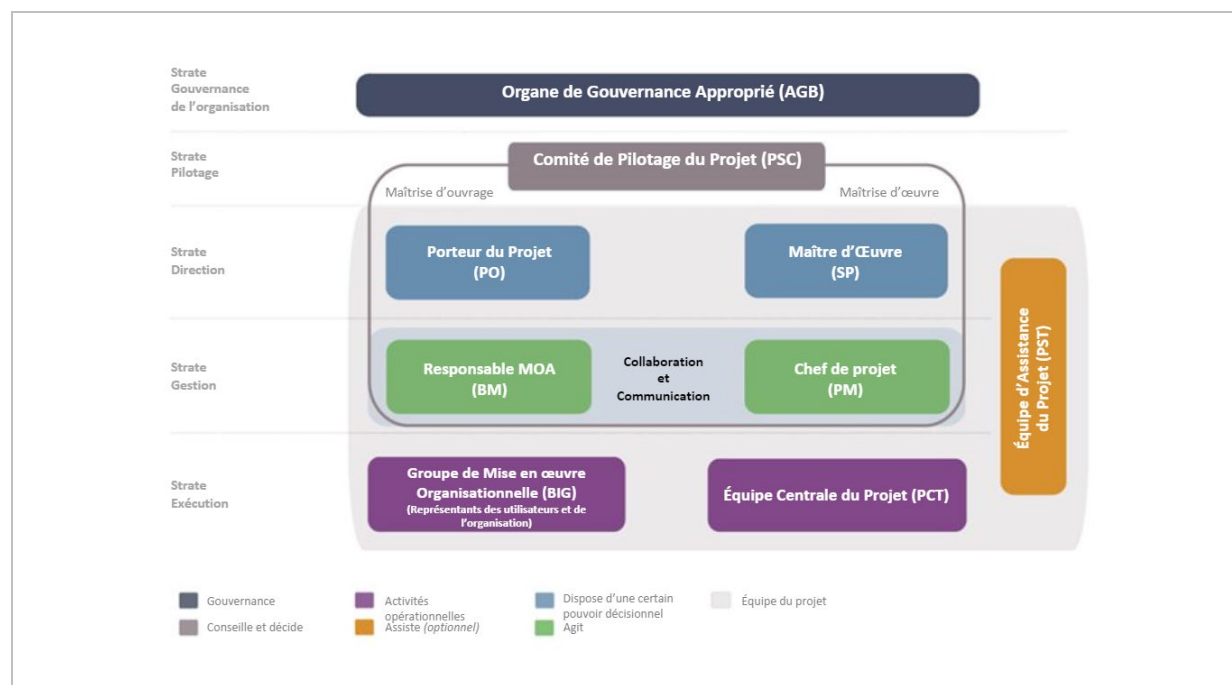 Strate
Gouvernance
de l'organisation
Organe de Gouvernance Approprié (AGB)
Strate
Pilotage
Comité de Pilotage du Projet (PSC)
Maîtrise d'ouvrage
Maîtrise d'œuvre
Strate
Direction
Porteur du Projet
(PO)
Maître d'Œuvre
(SP)
Équipe d'Assistance
du Projet (PST)
Strate
Gestion
Responsable MOA
(BM)
Collaboration
et
Communication
Chef de projet
(PM)
Strate
Exécution
Groupe de Mise en œuvre
Organisationnelle (BIG)
(Représentants des utilisateurs et de
l'organisation)
Équipe Centrale du Projet (PCT)
Gouvernance
Activités
opérationnelles
Dispose d'une certain
pouvoir décisionnel
Équipe du projet
Conseille et décide
Assiste (optionnel)
Agit